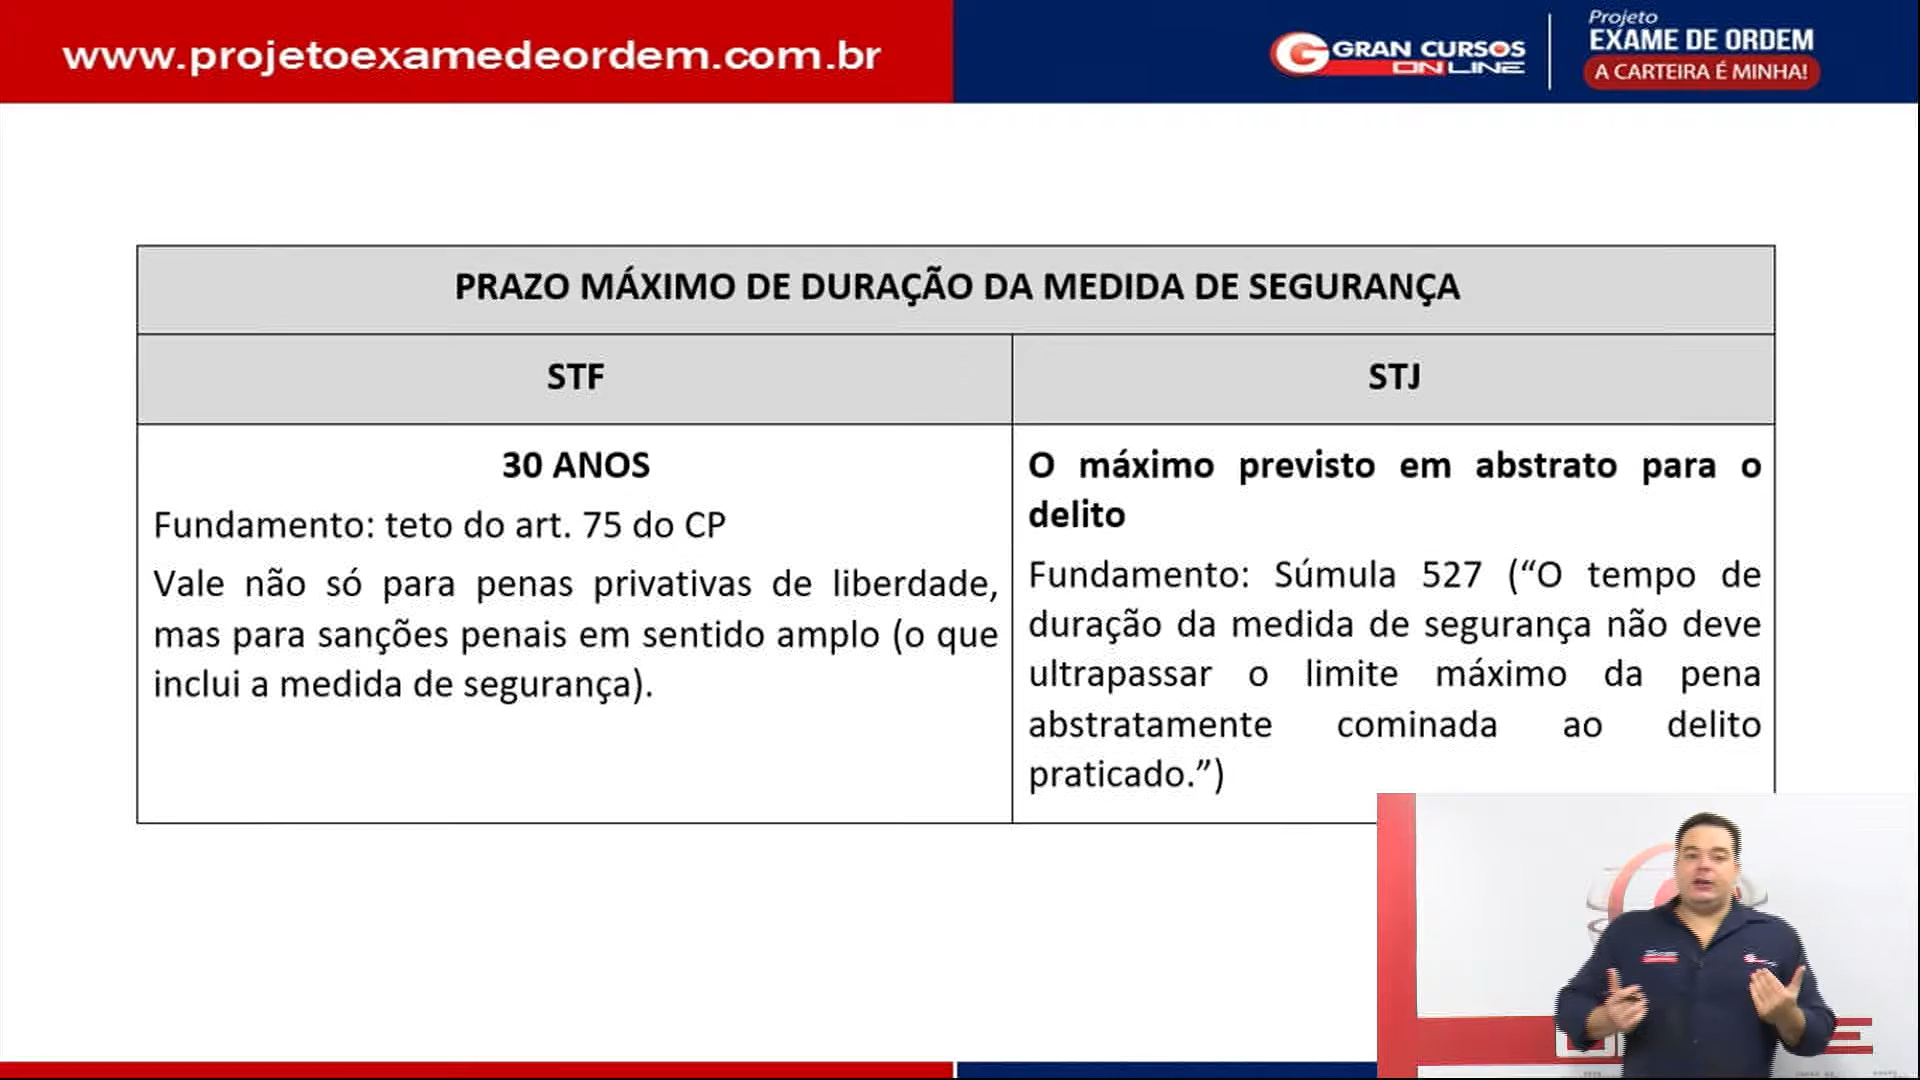 www.projetoexamedeordem.com.br
GRAN CURSOS
ONLINE
Projeto
EXAME DE ORDEM
A CARTEIRA É MINHA!
PRAZO MÁXIMO DE DURAÇÃO DA MEDIDA DE SEGURANÇA
STF
STJ
30 ANOS
Fundamento: teto do art. 75 do CP
Vale não só para penas privativas de liberdade,
mas para sanções penais em sentido amplo (o que
inclui a medida de segurança).
O máximo previsto em abstrato para o
delito
Fundamento: Súmula 527 (“O tempo de
duração da medida de segurança não deve
ultrapassar o limite máximo da pena
abstratamente cominada ao delito
praticado.”)